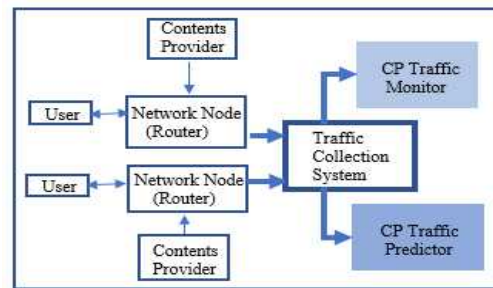 Contents
Provider
CP Traffic
Monitor
User
Network Node
(Router)
Traffic
Collection
System
User
Network Node
(Router)
CP Traffic
Predictor
Contents
Provider